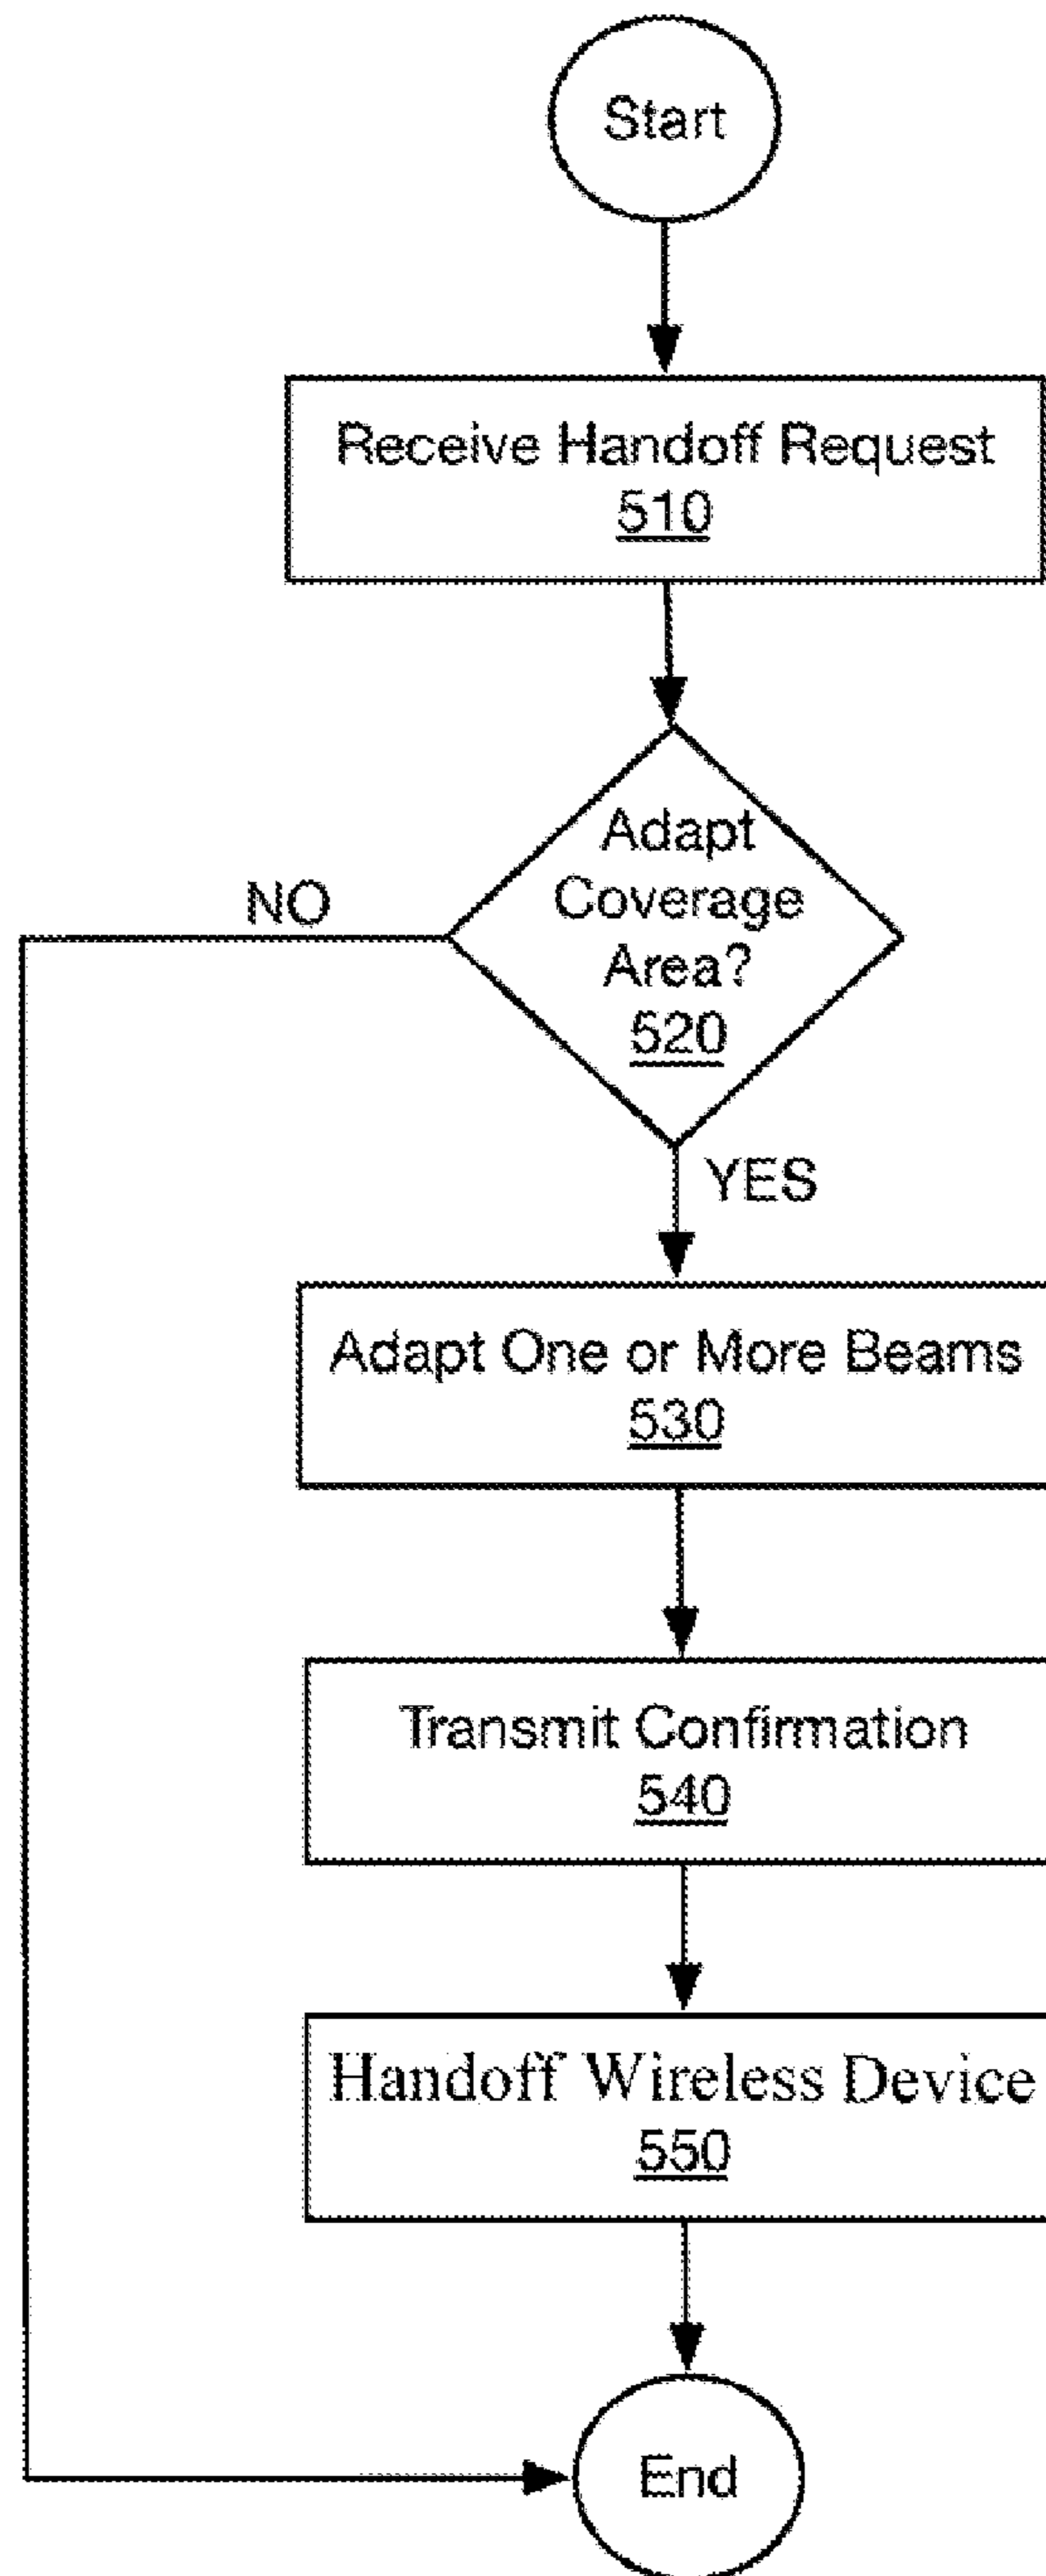 Start
Receive Handoff Request
510
Adapt
Coverage
Area?
520
NO
YES
Adapt One or More Beams
530
Transmit Confirmation
540
Handoff Wireless Device
550
End